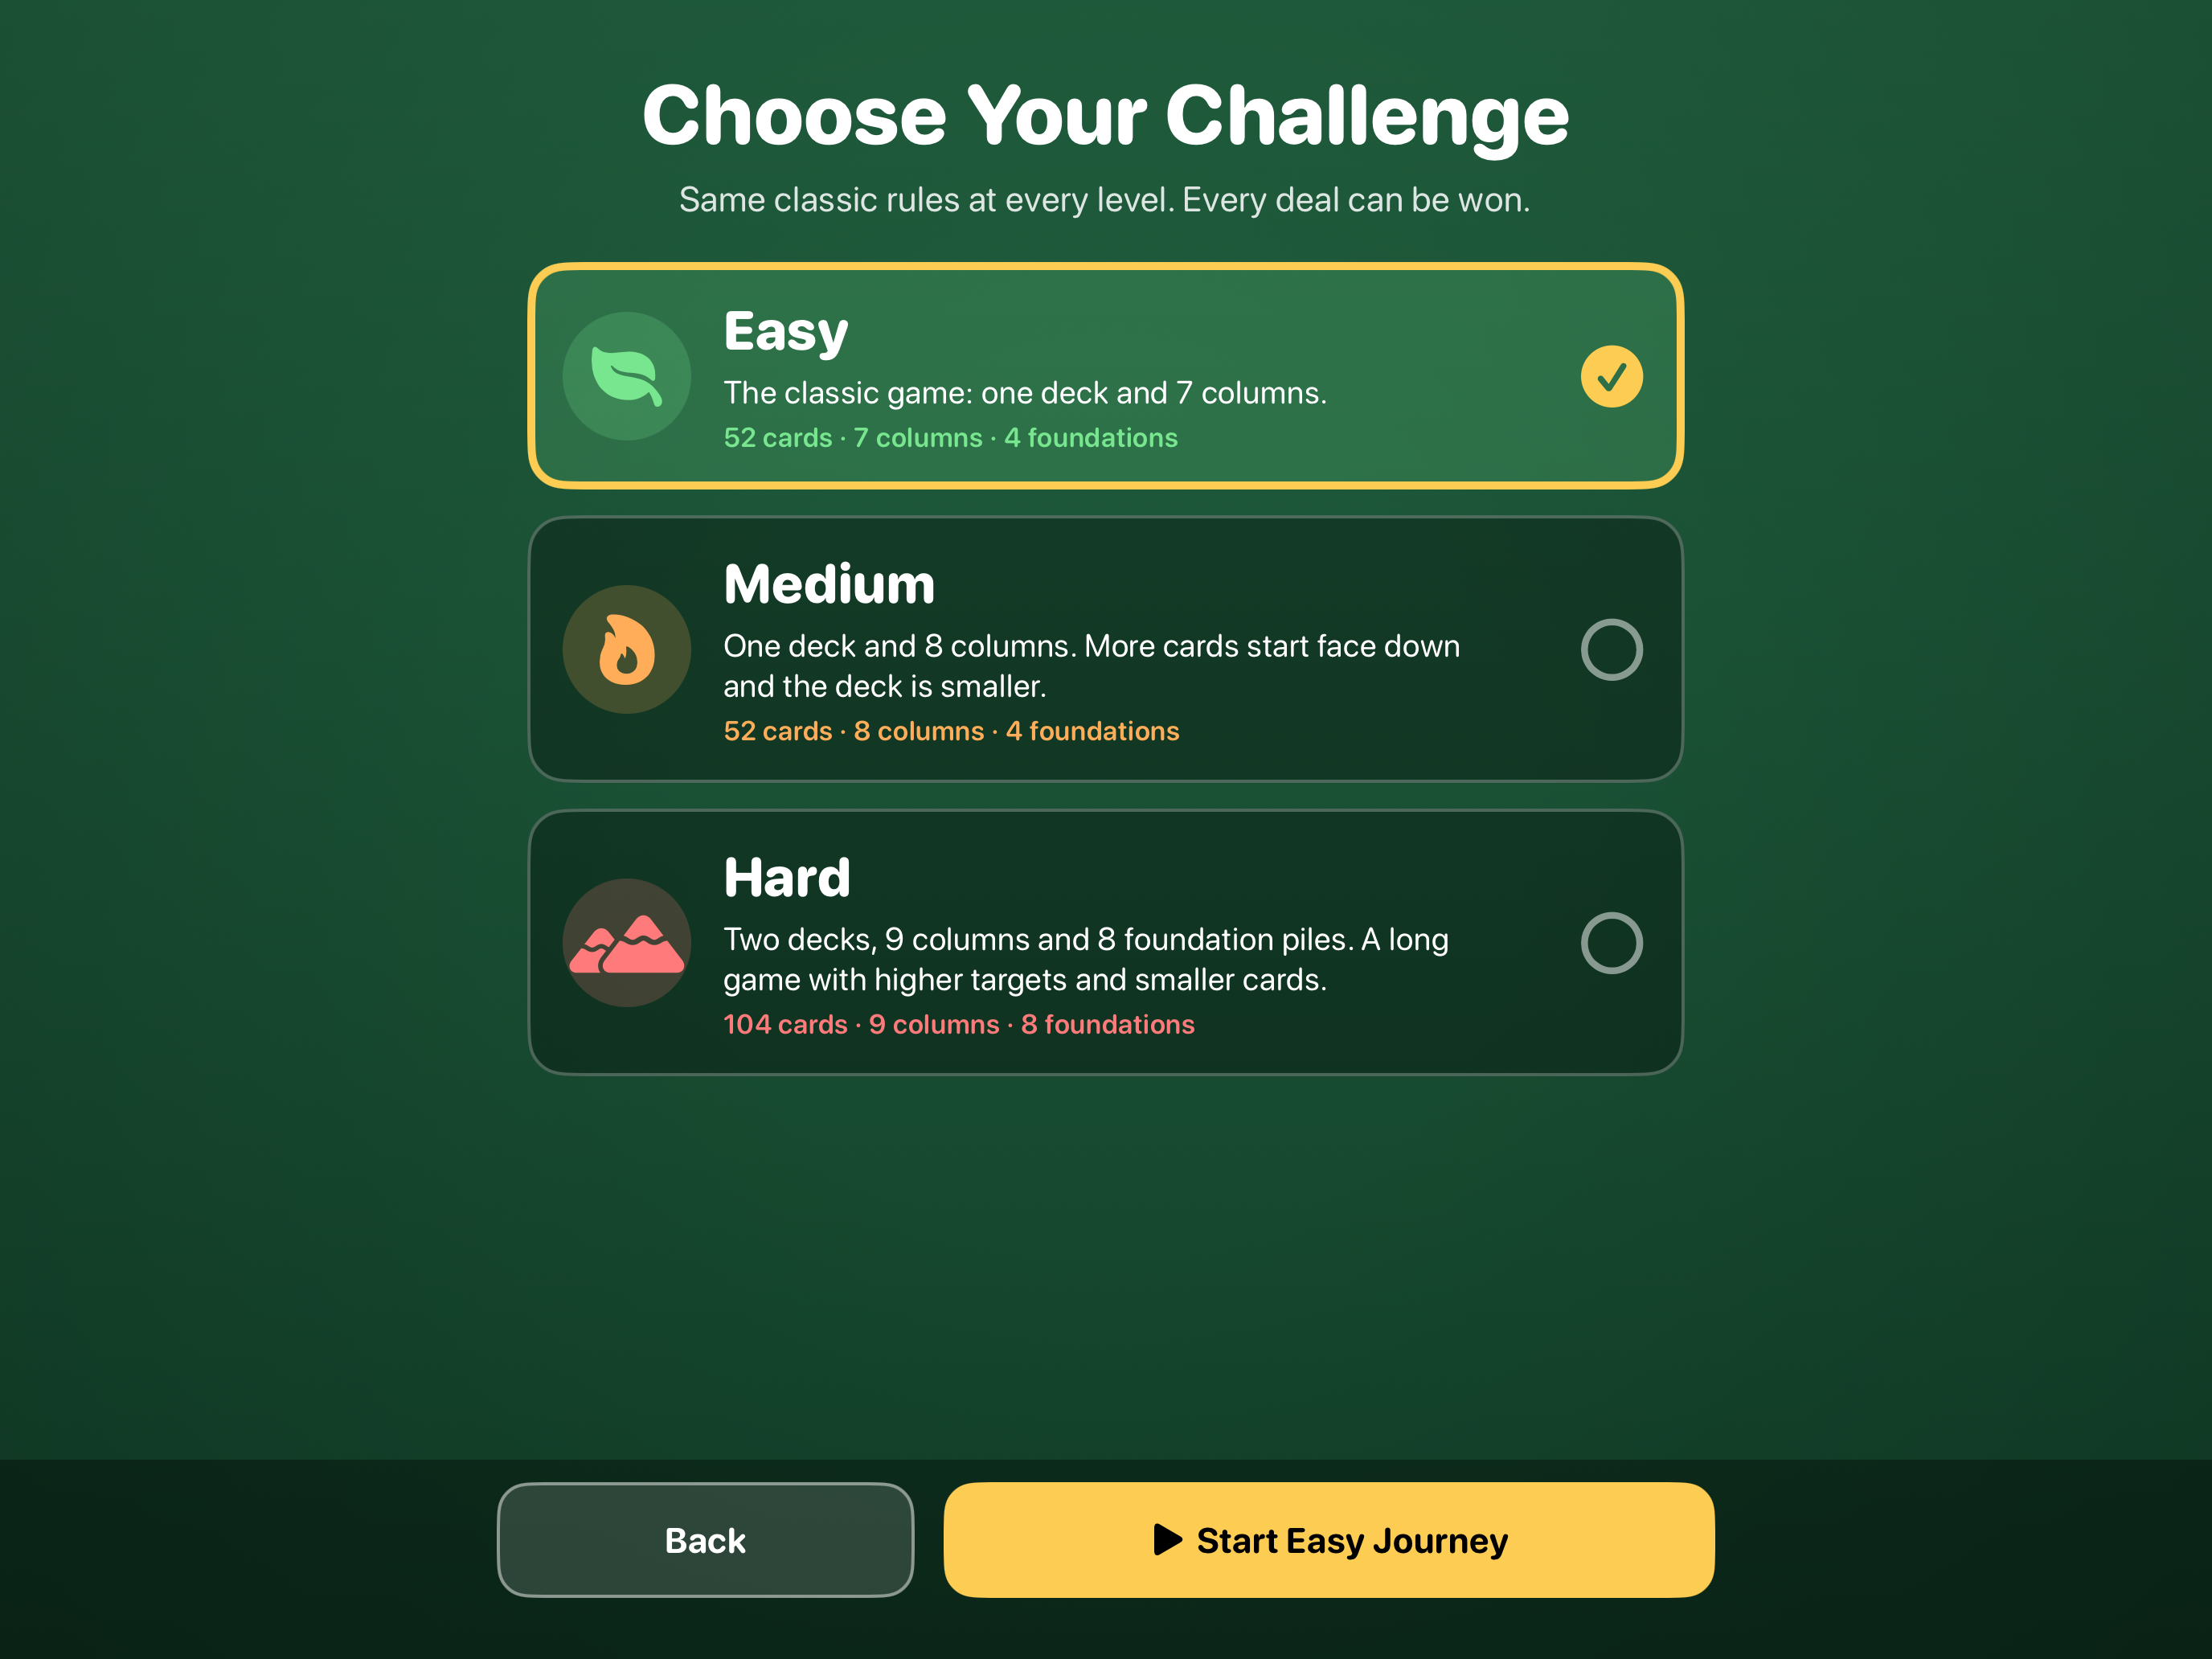 Choose Your Challenge
Same classic rules at every level. Every deal can be won.
Easy
The classic game: one deck and 7 columns.
52 cards · 7 columns · 4 foundations
Medium
One deck and 8 columns. More cards start face down
and the deck is smaller.
52 cards · 8 columns · 4 foundations
Hard
Two decks, 9 columns and 8 foundation piles. A long
game with higher targets and smaller cards.
104 cards · 9 columns · 8 foundations
Back
Start Easy Journey